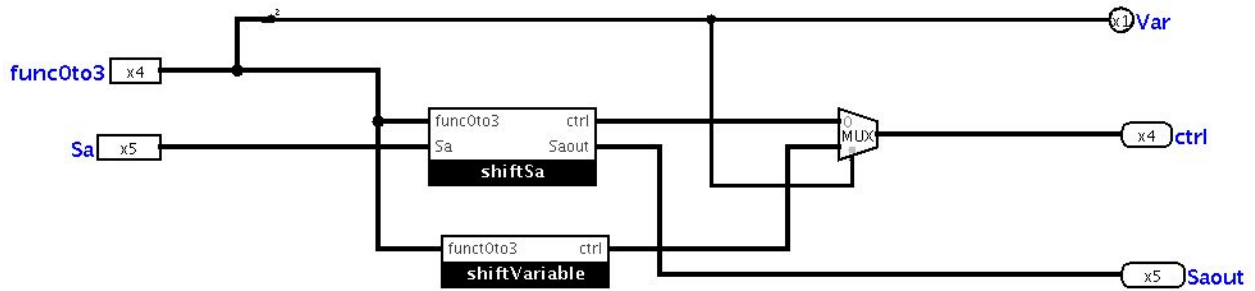 2
x1 Var
func0to3 x4
func0to3 ctrl
0
MUX
x4 ctrl
Sa x5
Sa Saout
shiftSa
funct0to3 ctrl
shiftVariable
x5 Saout